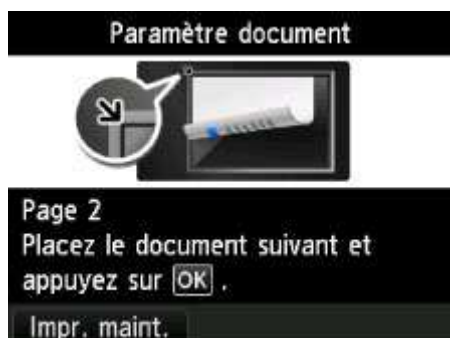 Paramètre document
Page 2
Placez le document suivant et
appuyez sur OK .
Impr. maint.